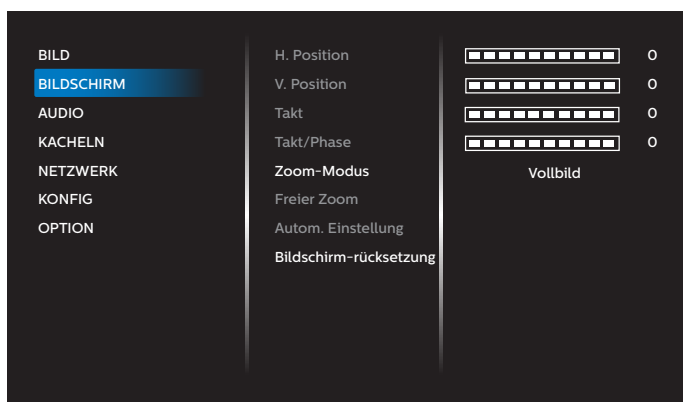 BILD
BILDSCHIRM
AUDIO
KACHELN
NETZWERK
KONFIG
OPTION
H. Position 0
V. Position 0
Takt 0
Takt/Phase 0
Zoom-Modus Vollbild
Freier Zoom
Autom. Einstellung
Bildschirm-rücksetzung